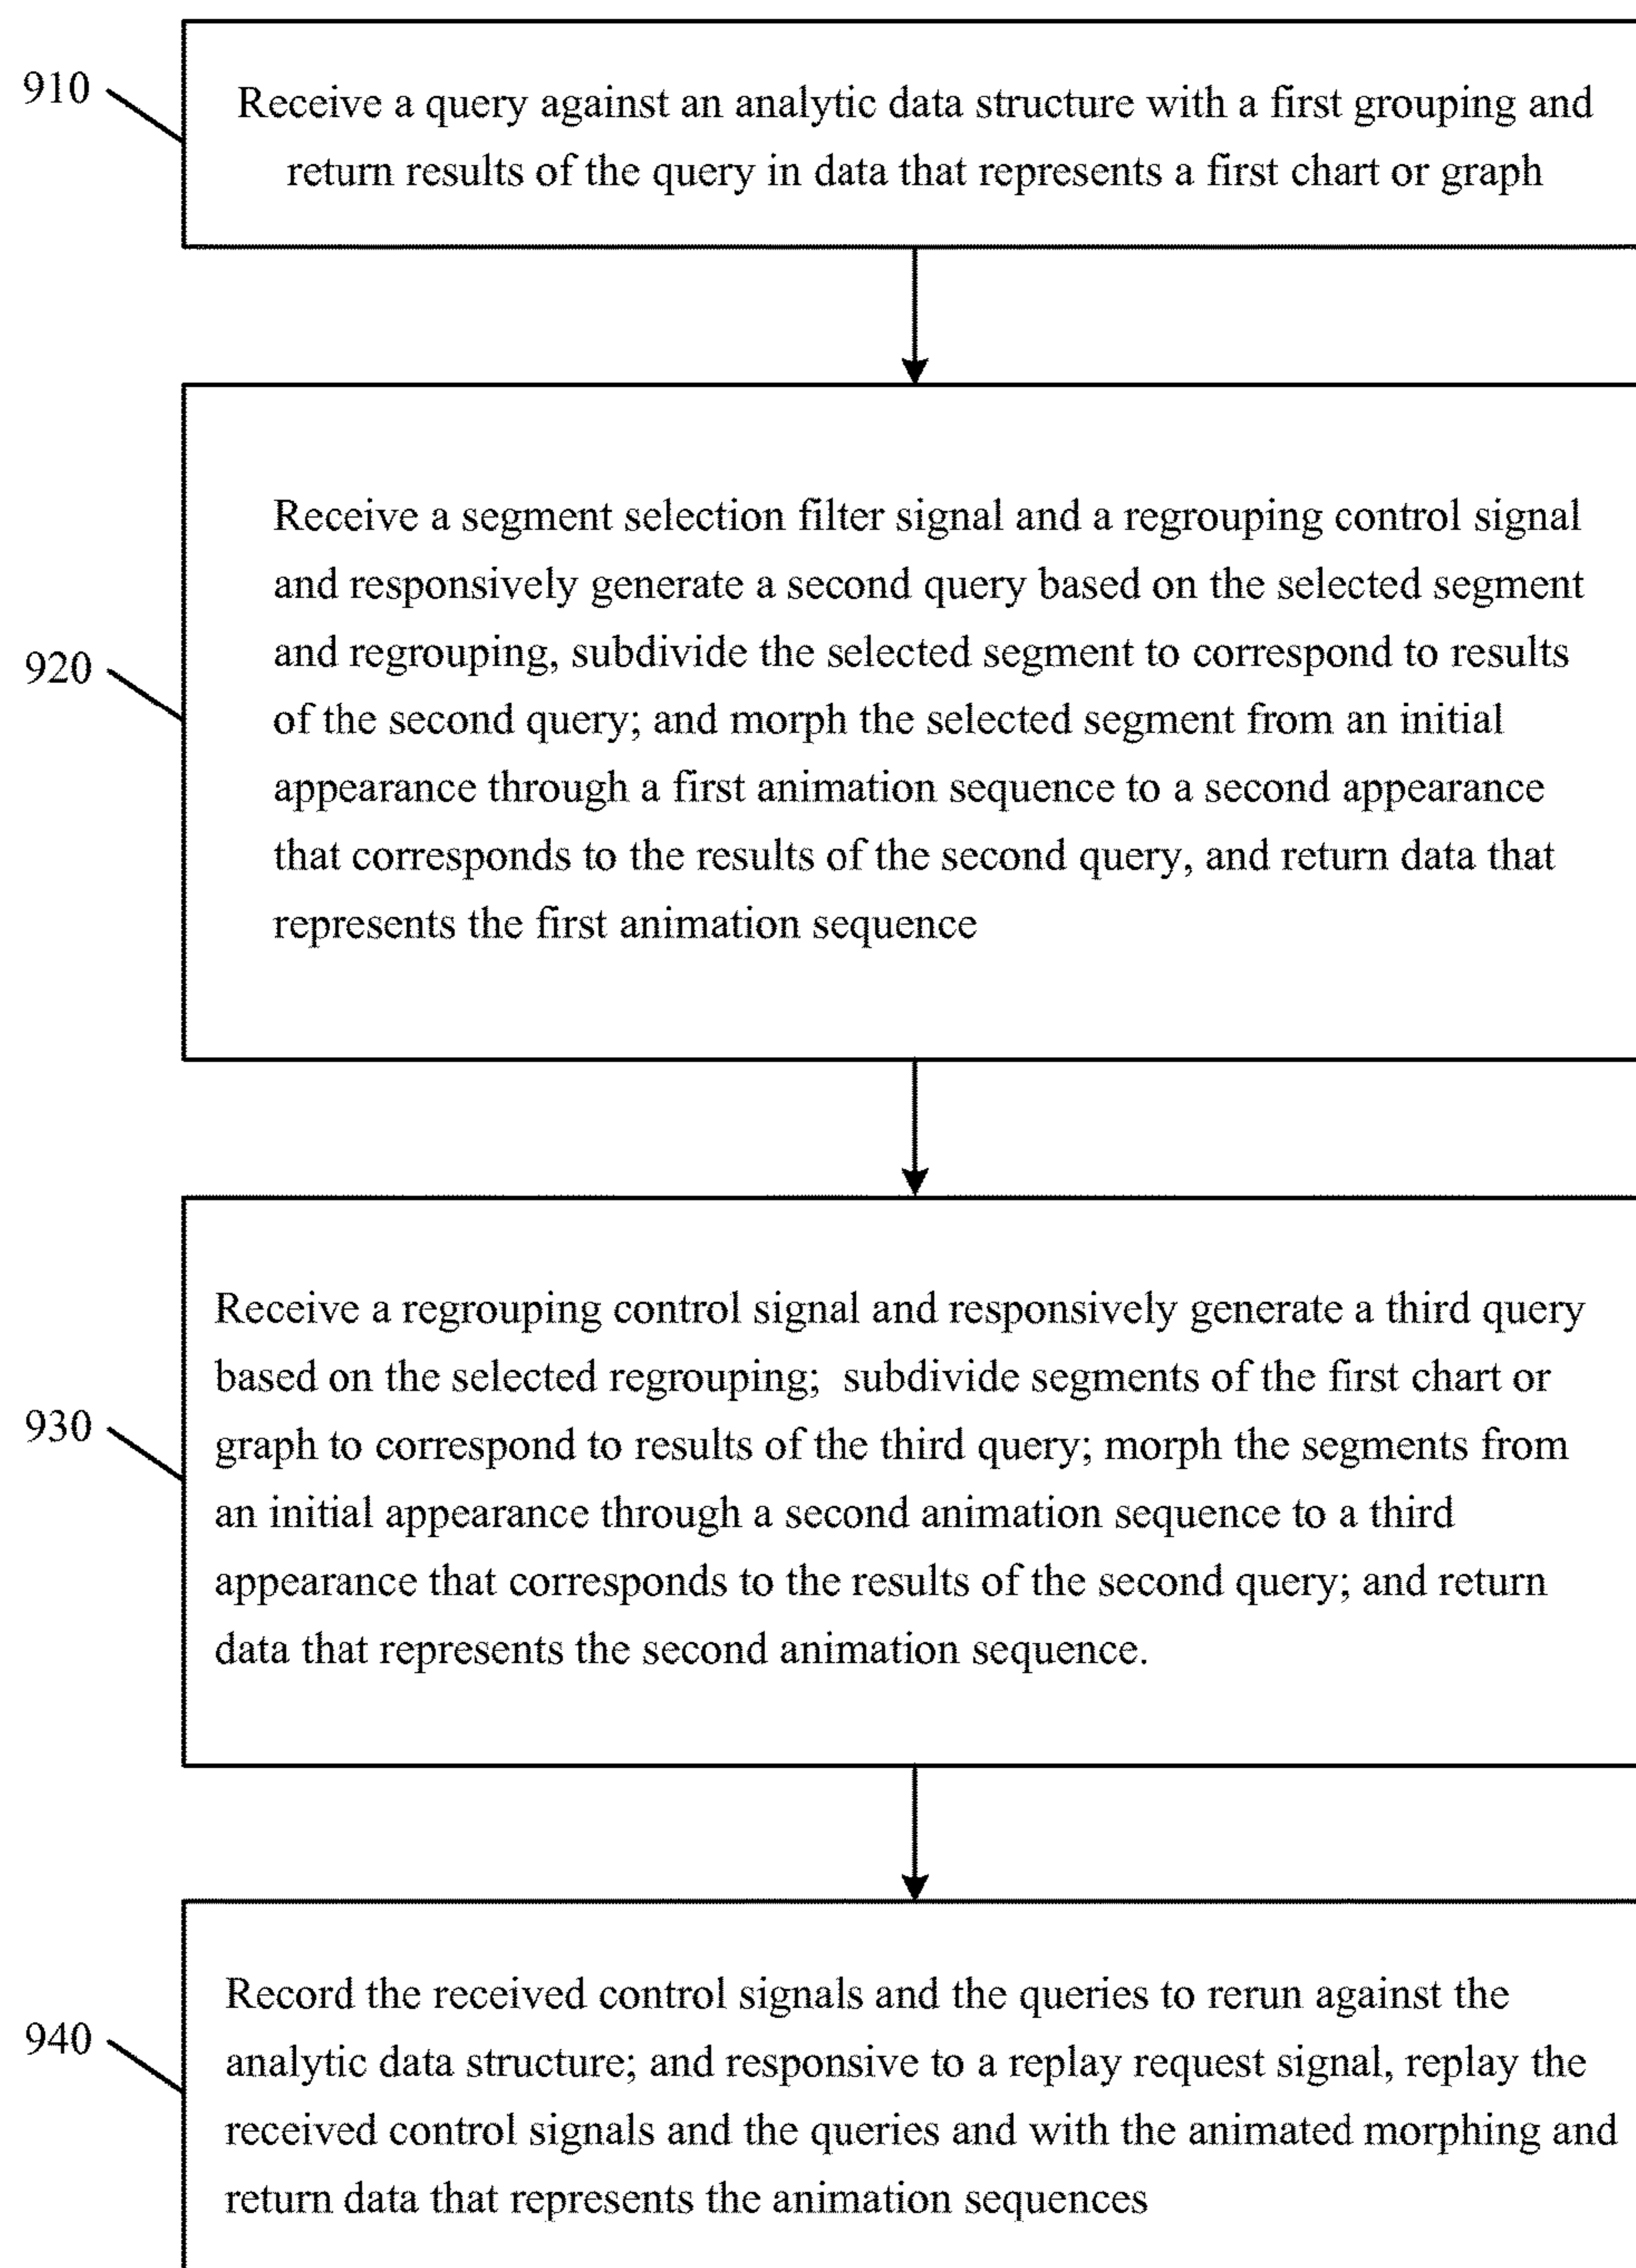 910
Receive a query against an analytic data structure with a first grouping and
return results of the query in data that represents a first chart or graph
920
Receive a segment selection filter signal and a regrouping control signal
and responsively generate a second query based on the selected segment
and regrouping, subdivide the selected segment to correspond to results
of the second query; and morph the selected segment from an initial
appearance through a first animation sequence to a second appearance
that corresponds to the results of the second query, and return data that
represents the first animation sequence
930
Receive a regrouping control signal and responsively generate a third query
based on the selected regrouping;  subdivide segments of the first chart or
graph to correspond to results of the third query; morph the segments from
an initial appearance through a second animation sequence to a third
appearance that corresponds to the results of the second query; and return
data that represents the second animation sequence.
940
Record the received control signals and the queries to rerun against the
analytic data structure; and responsive to a replay request signal, replay the
received control signals and the queries and with the animated morphing and
return data that represents the animation sequences